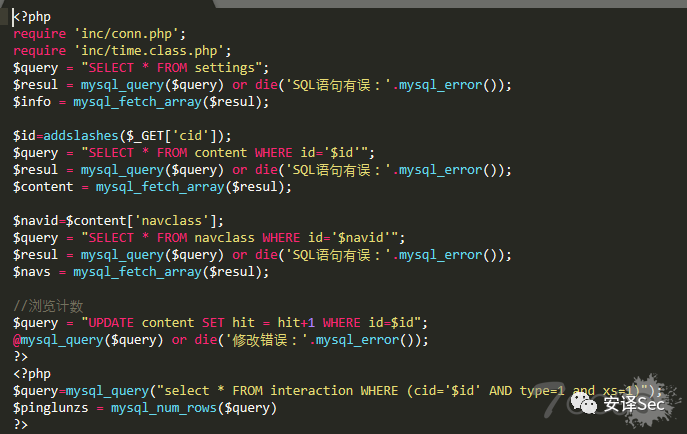 <?php
require 'inc/conn.php';
require 'inc/time.class.php';
$query = "SELECT * FROM settings";
$resul = mysql_query($query) or die('SQL语句有误：'.mysql_error());
$info = mysql_fetch_array($resul);
$id=addslashes($_GET['cid']);
$query = "SELECT * FROM content WHERE id='$id'";
$resul = mysql_query($query) or die('SQL语句有误：'.mysql_error());
$content = mysql_fetch_array($resul);
$navid=$content['navclass'];
$query = "SELECT * FROM navclass WHERE id='$navid'";
$resul = mysql_query($query) or die('SQL语句有误：'.mysql_error());
$navs = mysql_fetch_array($resul);
//浏览计数
$query = "UPDATE content SET hit = hit+1 WHERE id=$id";
@mysql_query($query) or die('修改错误：'.mysql_error());
?>
<?php
$query=mysql_query("select * FROM interaction WHERE (cid='$id' AND type=1 and xs=1)");
$pinglunzs = mysql_num_rows($query)
?>
安译Sec